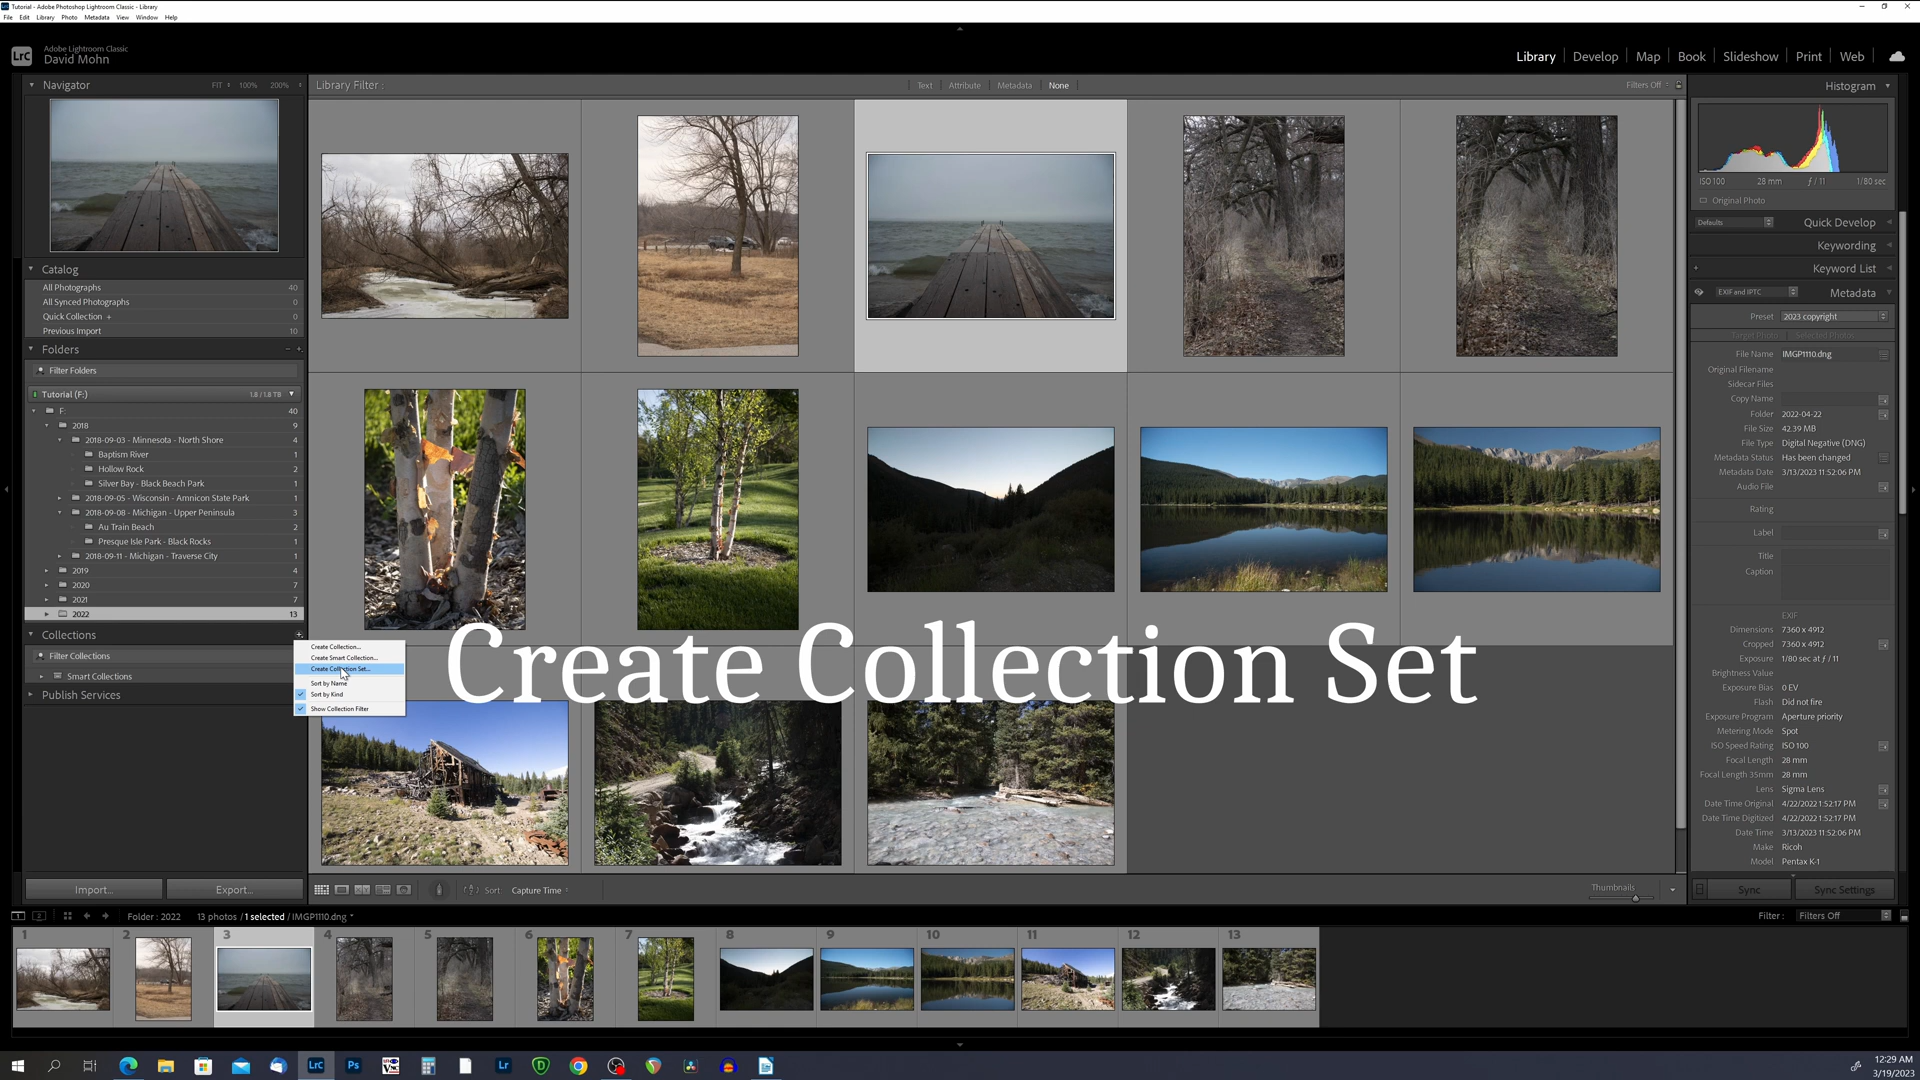 Tutorial - Adobe Photoshop Lightroom Classic - Library
File Edit Library Photo Metadata View Window Help
LrC
Adobe Lightroom Classic
David Mohn
Library | Develop | Map | Book | Slideshow | Print | Web
Navigator FIT 100% 200%
Library Filter : Text | Attribute | Metadata | None Filters Off
Histogram
ISO 100 28 mm f / 11 1/80 sec
Original Photo
Defaults Quick Develop
Keywording
Keyword List
EXIF and IPTC Metadata
Preset 2023 copyright
Target Photo Selected Photos
File Name IMGP1110.dng
Original Filename
Sidecar Files
Copy Name
Folder 2022-04-22
File Size 42.39 MB
File Type Digital Negative (DNG)
Metadata Status Has been changed
Metadata Date 3/13/2023 11:52:06 PM
Audio File
Rating
Label
Title
Caption
EXIF
Dimensions 7360 x 4912
Cropped 7360 x 4912
Exposure 1/80 sec at ƒ / 11
Brightness Value
Exposure Bias 0 EV
Flash Did not fire
Exposure Program Aperture priority
Metering Mode Spot
ISO Speed Rating ISO 100
Focal Length 28 mm
Focal Length 35mm 28 mm
Lens Sigma Lens
Date Time Original 4/22/2022 1:52:17 PM
Date Time Digitized 4/22/2022 1:52:17 PM
Date Time 3/13/2023 11:52:06 PM
Make Ricoh
Model Pentax K-1
Sync Sync Settings
Catalog
All Photographs 40
All Synced Photographs 0
Quick Collection + 0
Previous Import 10
Folders - +
Filter Folders
Tutorial (F:) 1.8 / 1.8 TB
F: 40
2018 9
2018-09-03 - Minnesota - North Shore 4
Baptism River 1
Hollow Rock 2
Silver Bay - Black Beach Park 1
2018-09-05 - Wisconsin - Amnicon State Park 1
2018-09-08 - Michigan - Upper Peninsula 3
Au Train Beach 2
Presque Isle Park - Black Rocks 1
2018-09-11 - Michigan - Traverse City 1
2019 4
2020 7
2021 7
2022 13
Collections +
Filter Collections
Smart Collections
Publish Services
Create Collection...
Create Smart Collection...
Create Collection Set...
Sort by Name
Sort by Kind
Show Collection Filter
Create Collection Set
Import... Export...
Sort: Capture Time
Thumbnails
1 2 Folder : 2022 13 photos / 1 selected / IMGP1110.dng
Filter : Filters Off
1 2 3 4 5 6 7 8 9 10 11 12 13
LrC Ps Lr
12:29 AM
3/19/2023